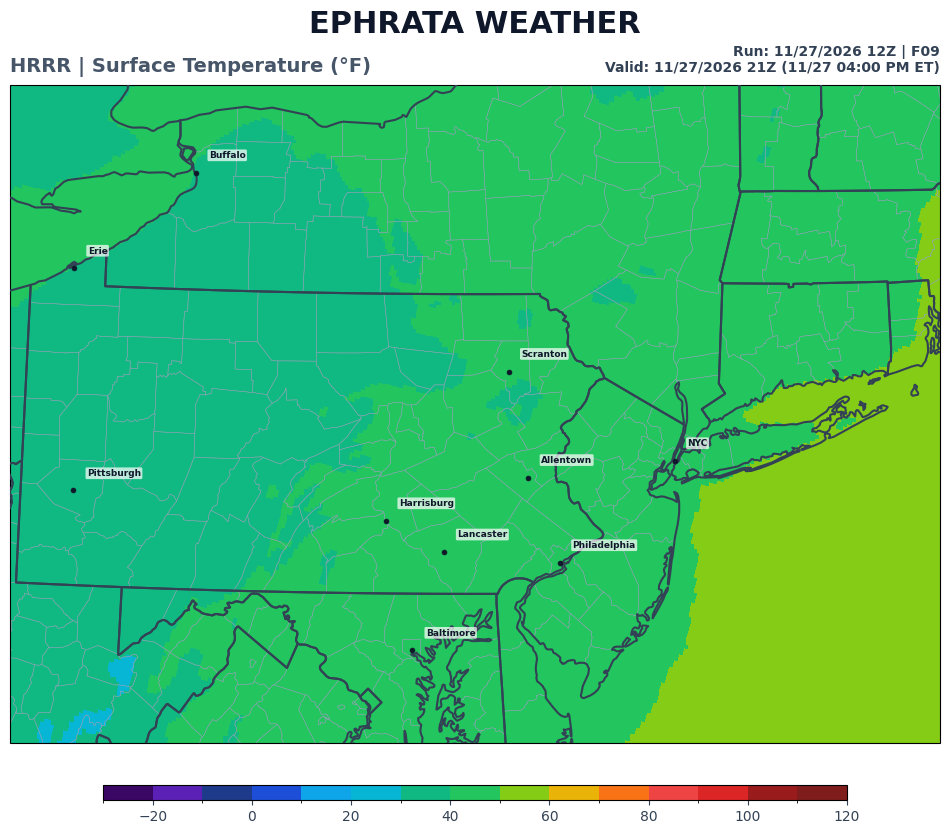 EPHRATA WEATHER
HRRR | Surface Temperature (°F)
Run: 11/27/2026 12Z | F09
Valid: 11/27/2026 21Z (11/27 04:00 PM ET)
Buffalo
Erie
Scranton
NYC
Allentown
Pittsburgh
Harrisburg
Lancaster
Philadelphia
Baltimore
−20 0 20 40 60 80 100 120